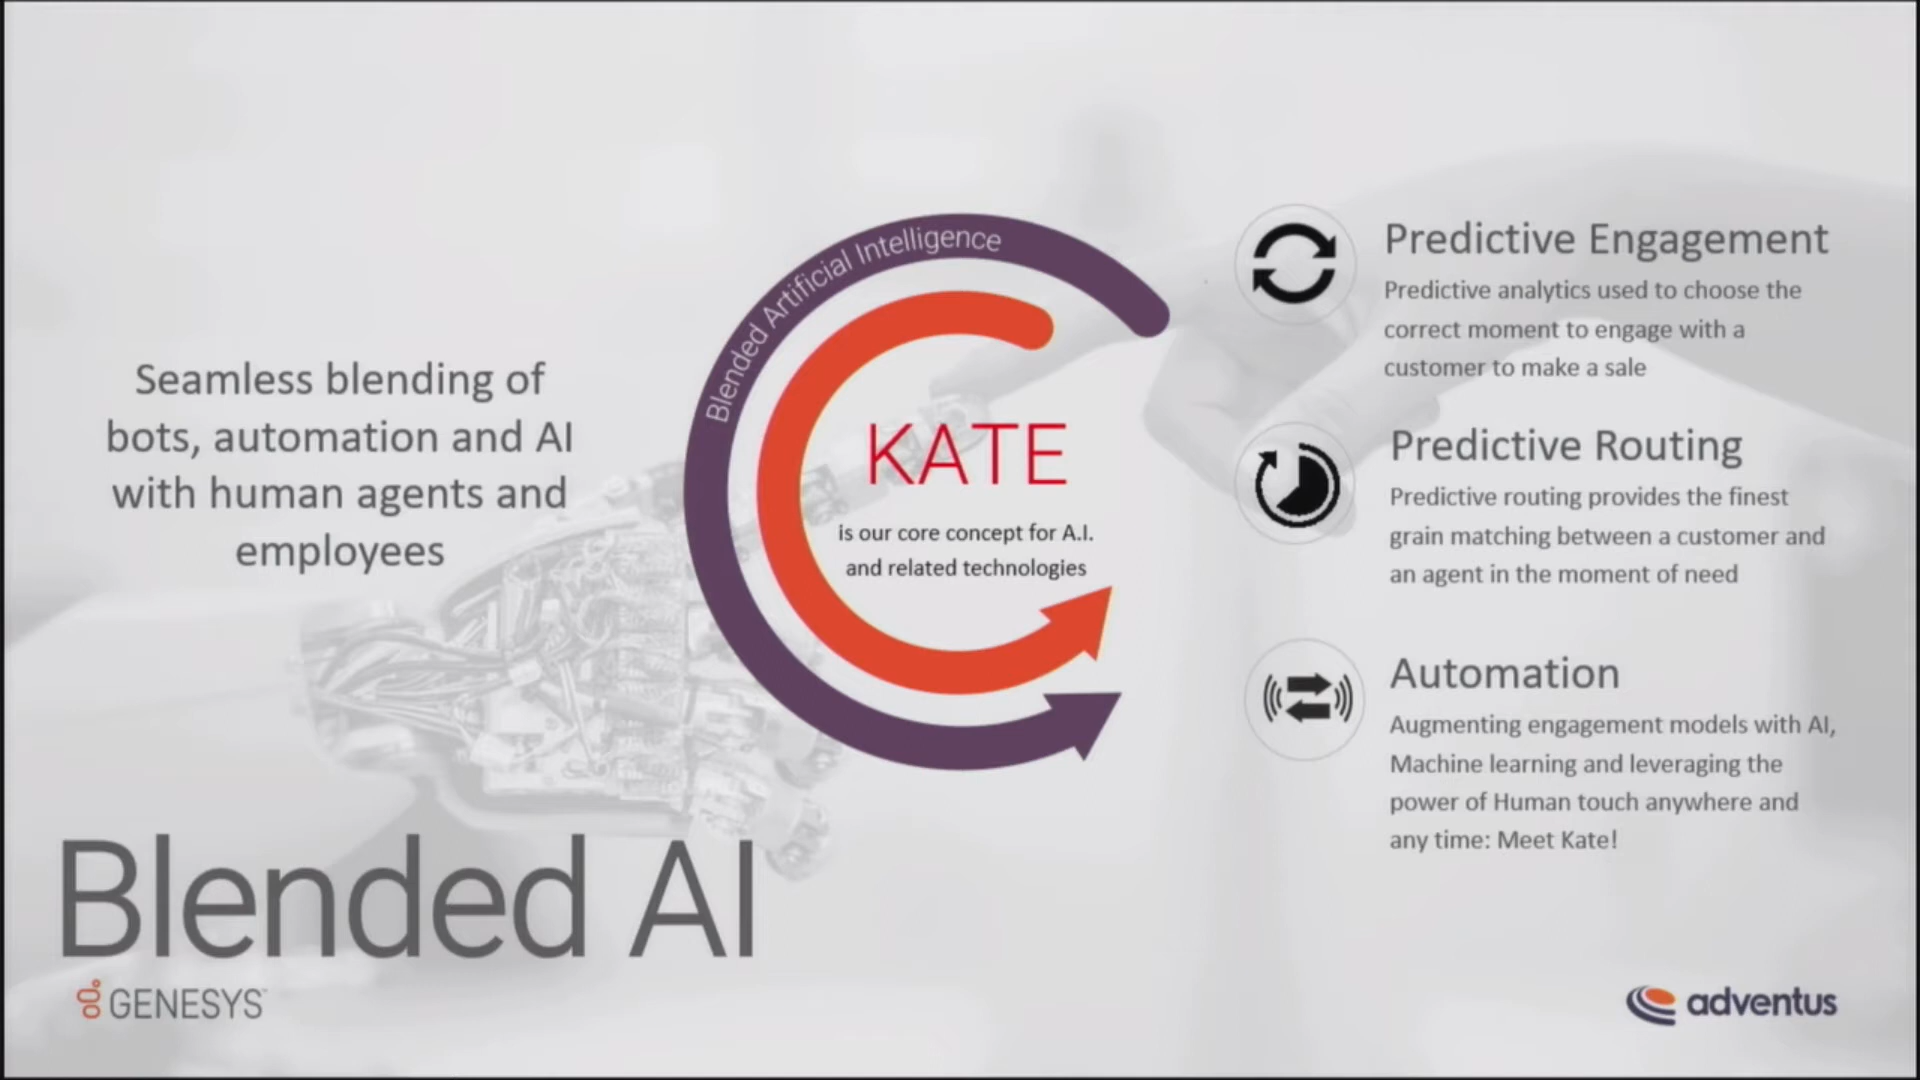 Seamless blending of
bots, automation and AI
with human agents and
employees
Blended Artificial Intelligence
KATE
is our core concept for A.I.
and related technologies
Predictive Engagement
Predictive analytics used to choose the
correct moment to engage with a
customer to make a sale
Predictive Routing
Predictive routing provides the finest
grain matching between a customer and
an agent in the moment of need
Automation
Augmenting engagement models with AI,
Machine learning and leveraging the
power of Human touch anywhere and
any time: Meet Kate!
Blended AI
GENESYS
adventus